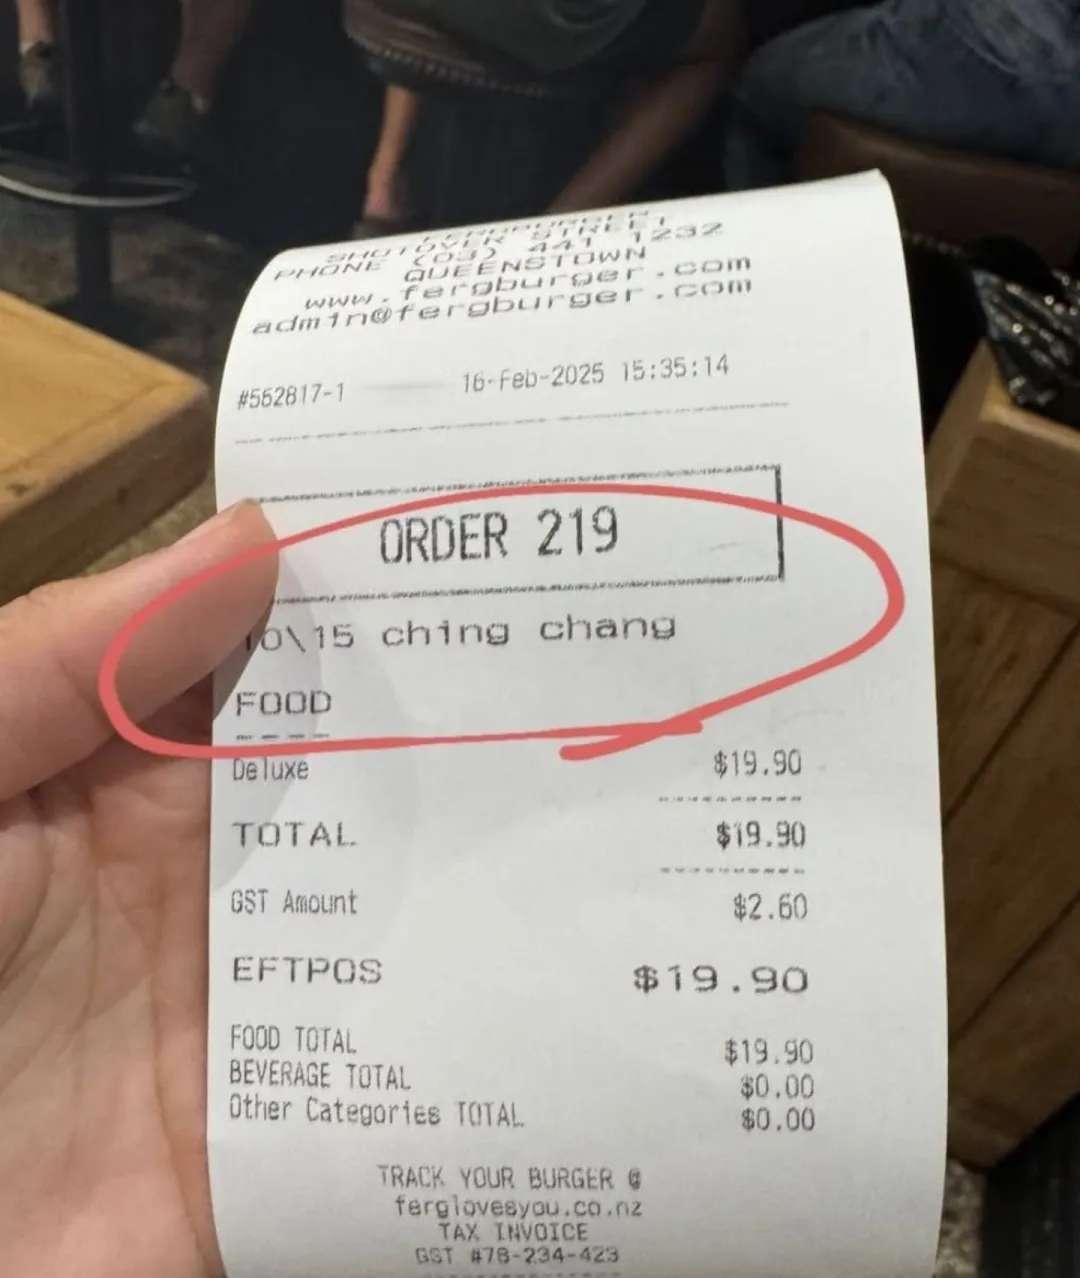 FERGBURGER
SHOTOVER STREET
PHONE (03) 441 1232
QUEENSTOWN
www.fergburger.com
admin@fergburger.com
#562817-1 16-Feb-2025 15:35:14
ORDER 219
10\15 ching chang
FOOD
Deluxe $19.90
TOTAL $19.90
GST Amount $2.60
EFTPOS $19.90
FOOD TOTAL $19.90
BEVERAGE TOTAL $0.00
Other Categories TOTAL $0.00
TRACK YOUR BURGER @
ferglovesyou.co.nz
TAX INVOICE
GST #78-234-423